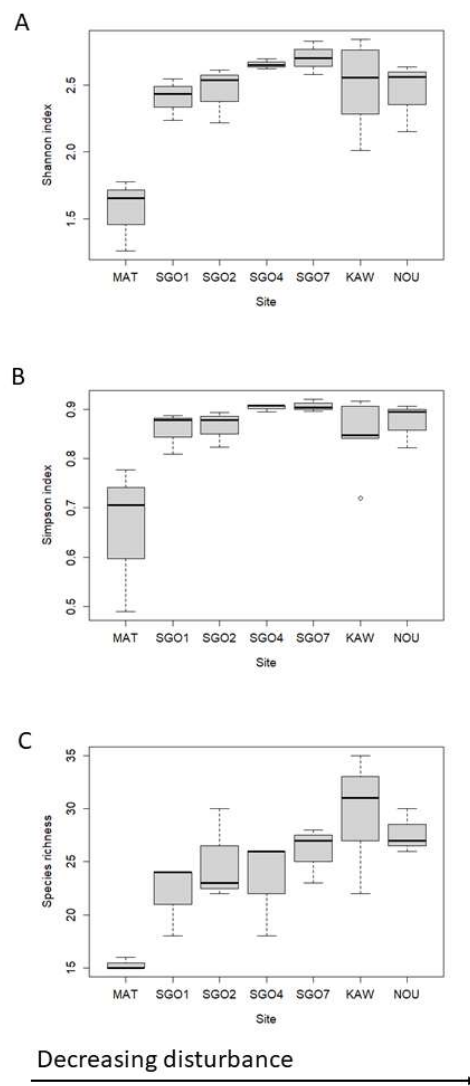 A
Shannon index
2.5
2.0
1.5
MAT SGO1 SGO2 SGO4 SGO7 KAW NOU
Site
B
Simpson index
0.9
0.8
0.7
0.6
0.5
MAT SGO1 SGO2 SGO4 SGO7 KAW NOU
Site
C
Species richness
35
30
25
20
15
MAT SGO1 SGO2 SGO4 SGO7 KAW NOU
Site
Decreasing disturbance